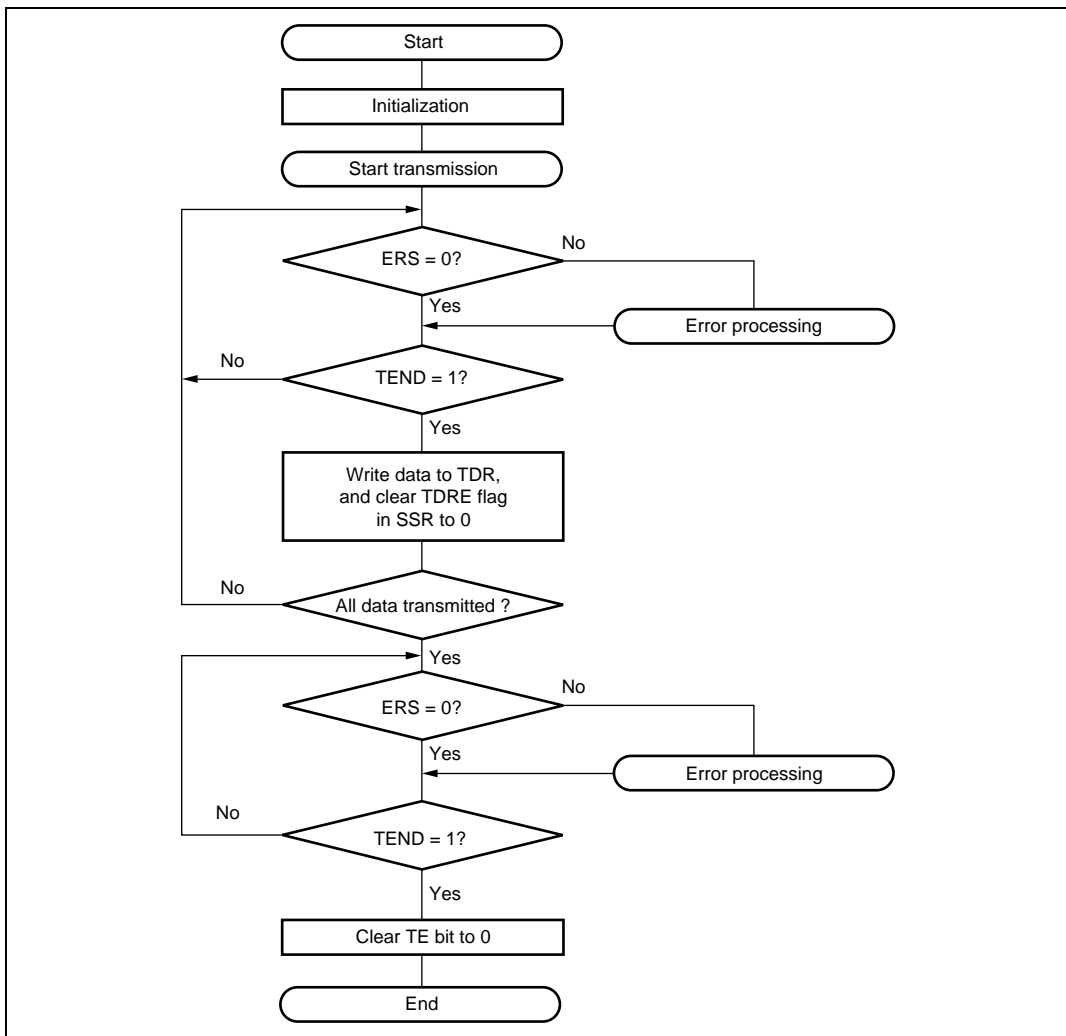 Start
Initialization
Start transmission
ERS = 0?
No
Yes
Error processing
No
TEND = 1?
Yes
Write data to TDR,
and clear TDRE flag
in SSR to 0
No
All data transmitted ?
Yes
ERS = 0?
No
Yes
Error processing
No
TEND = 1?
Yes
Clear TE bit to 0
End